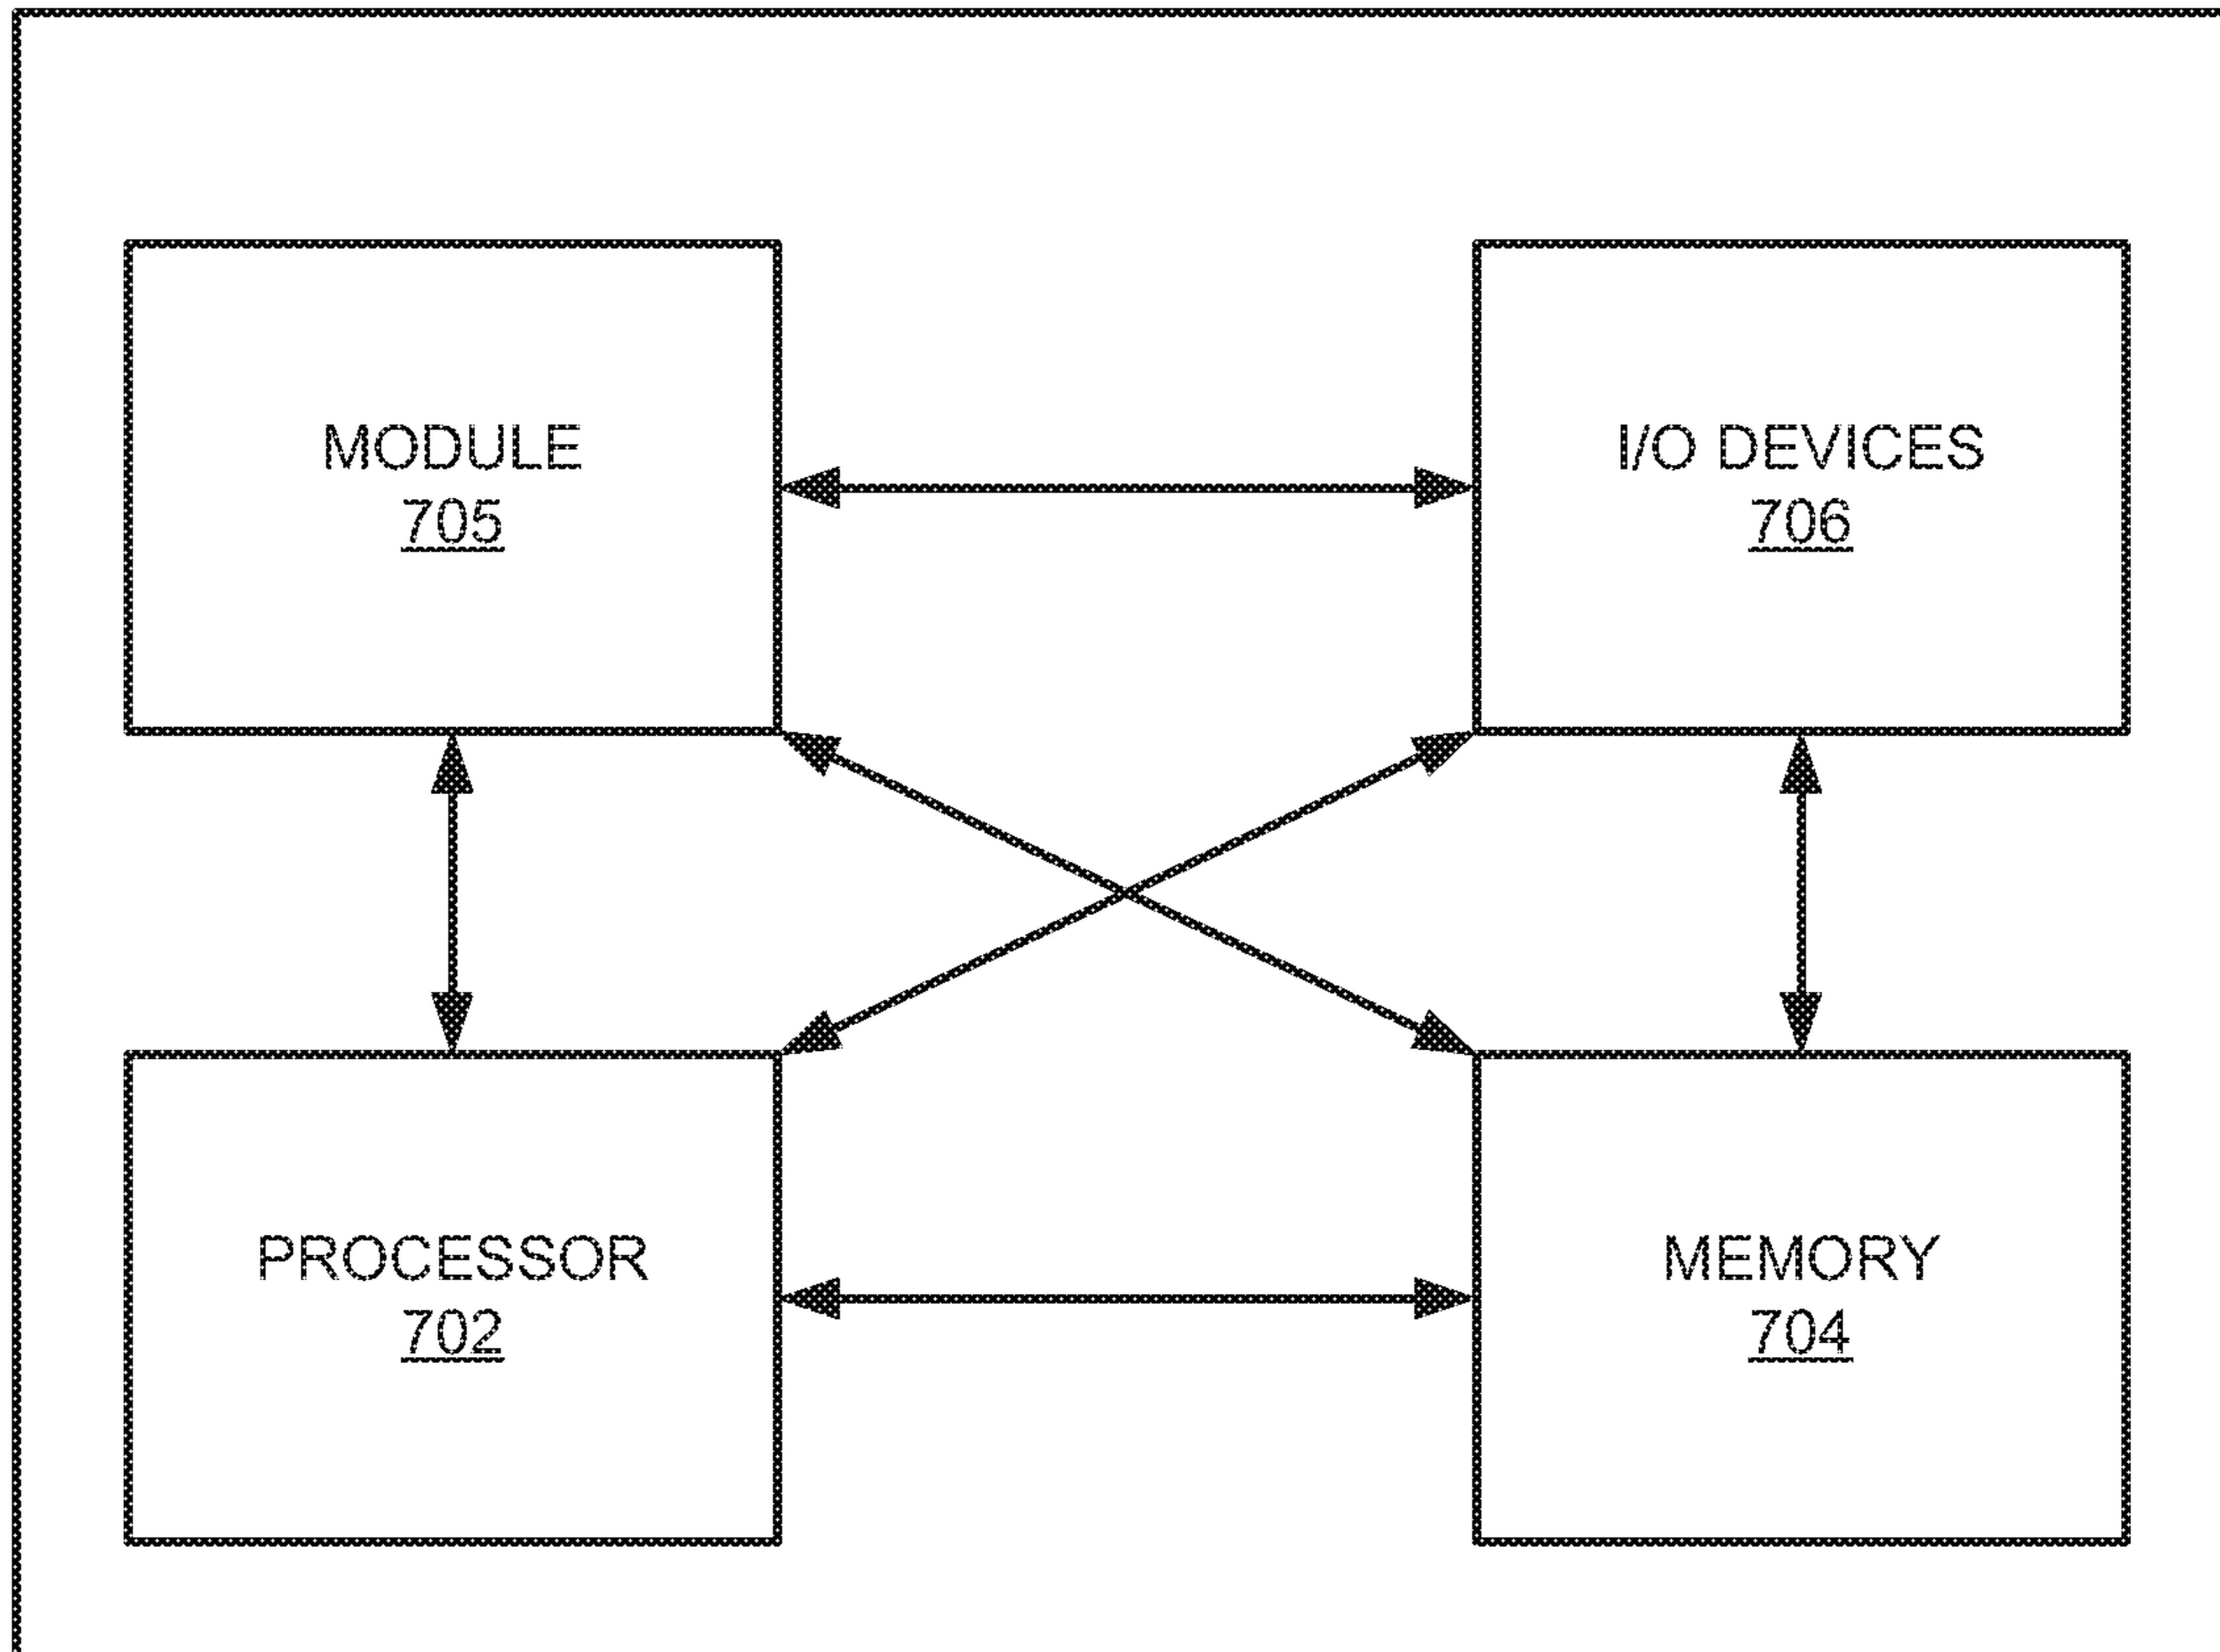 MODULE
705
I/O DEVICES
706
PROCESSOR
702
MEMORY
704